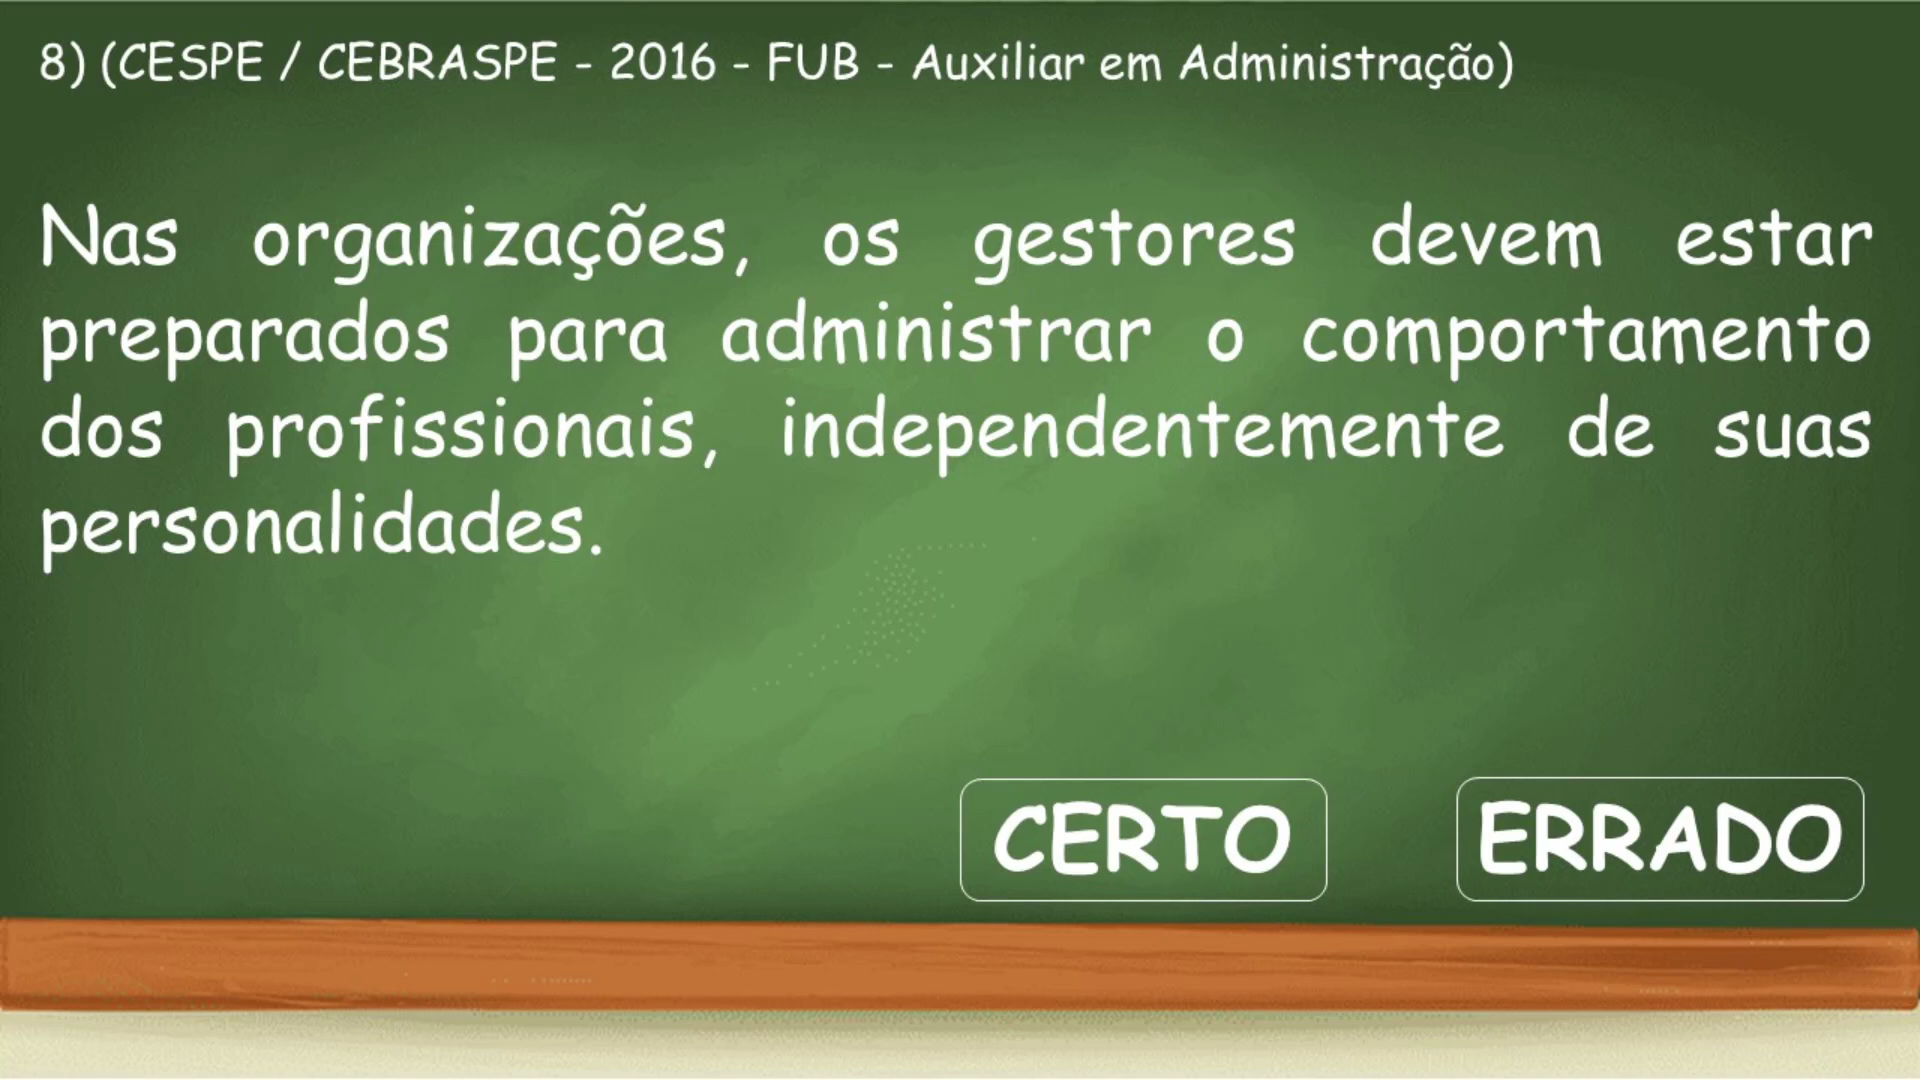 8) (CESPE / CEBRASPE - 2016 - FUB - Auxiliar em Administração)
Nas organizações, os gestores devem estar
preparados para administrar o comportamento
dos profissionais, independentemente de suas
personalidades.
CERTO
ERRADO